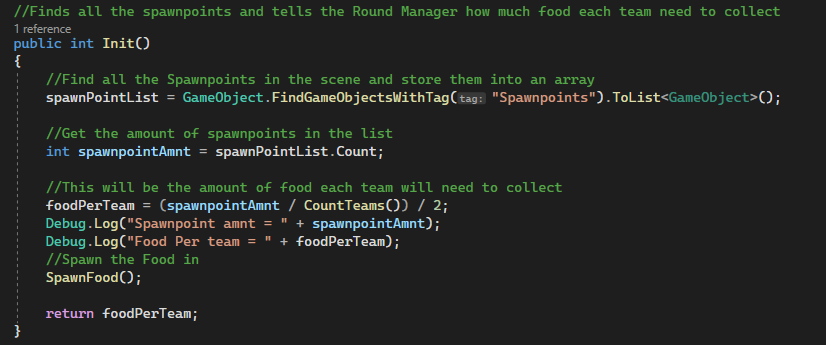 //Finds all the spawnpoints and tells the Round Manager how much food each team need to collect
1 reference
public int Init()
{
//Find all the Spawnpoints in the scene and store them into an array
spawnPointList = GameObject.FindGameObjectsWithTag(tag: "Spawnpoints").ToList<GameObject>();
//Get the amount of spawnpoints in the list
int spawnpointAmnt = spawnPointList.Count;
//This will be the amount of food each team will need to collect
foodPerTeam = (spawnpointAmnt / CountTeams()) / 2;
Debug.Log("Spawnpoint amnt = " + spawnpointAmnt);
Debug.Log("Food Per team = " + foodPerTeam);
//Spawn the Food in
SpawnFood();
return foodPerTeam;
}